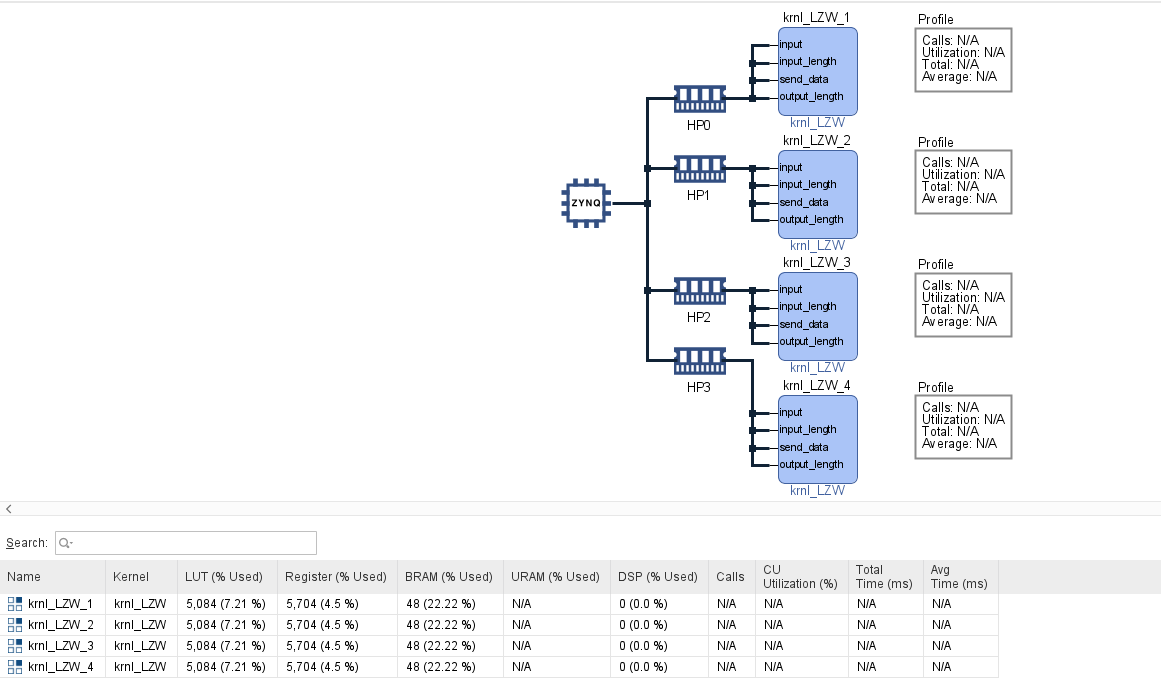 krnl_LZW_1
input
input_length
send_data
output_length
krnl_LZW
Profile
Calls: N/A
Utilization: N/A
Total: N/A
Average: N/A
HP0
krnl_LZW_2
input
input_length
send_data
output_length
krnl_LZW
Profile
Calls: N/A
Utilization: N/A
Total: N/A
Average: N/A
HP1
ZYNQ
krnl_LZW_3
input
input_length
send_data
output_length
krnl_LZW
Profile
Calls: N/A
Utilization: N/A
Total: N/A
Average: N/A
HP2
HP3
krnl_LZW_4
input
input_length
send_data
output_length
krnl_LZW
Profile
Calls: N/A
Utilization: N/A
Total: N/A
Average: N/A
Search:
Name Kernel LUT (% Used) Register (% Used) BRAM (% Used) URAM (% Used) DSP (% Used) Calls CU Utilization (%) Total Time (ms) Avg Time (ms)
krnl_LZW_1 krnl_LZW 5,084 (7.21 %) 5,704 (4.5 %) 48 (22.22 %) N/A 0 (0.0 %) N/A N/A N/A N/A
krnl_LZW_2 krnl_LZW 5,084 (7.21 %) 5,704 (4.5 %) 48 (22.22 %) N/A 0 (0.0 %) N/A N/A N/A N/A
krnl_LZW_3 krnl_LZW 5,084 (7.21 %) 5,704 (4.5 %) 48 (22.22 %) N/A 0 (0.0 %) N/A N/A N/A N/A
krnl_LZW_4 krnl_LZW 5,084 (7.21 %) 5,704 (4.5 %) 48 (22.22 %) N/A 0 (0.0 %) N/A N/A N/A N/A